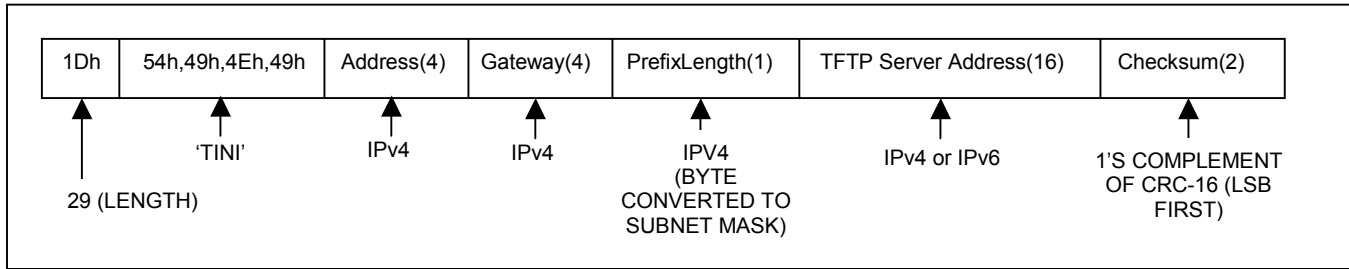 1Dh
54h,49h,4Eh,49h
Address(4)
Gateway(4)
PrefixLength(1)
TFTP Server Address(16)
Checksum(2)
29 (LENGTH)
‘TINI’
IPv4
IPv4
IPV4
(BYTE
CONVERTED TO
SUBNET MASK)
IPv4 or IPv6
1’S COMPLEMENT
OF CRC-16 (LSB
FIRST)